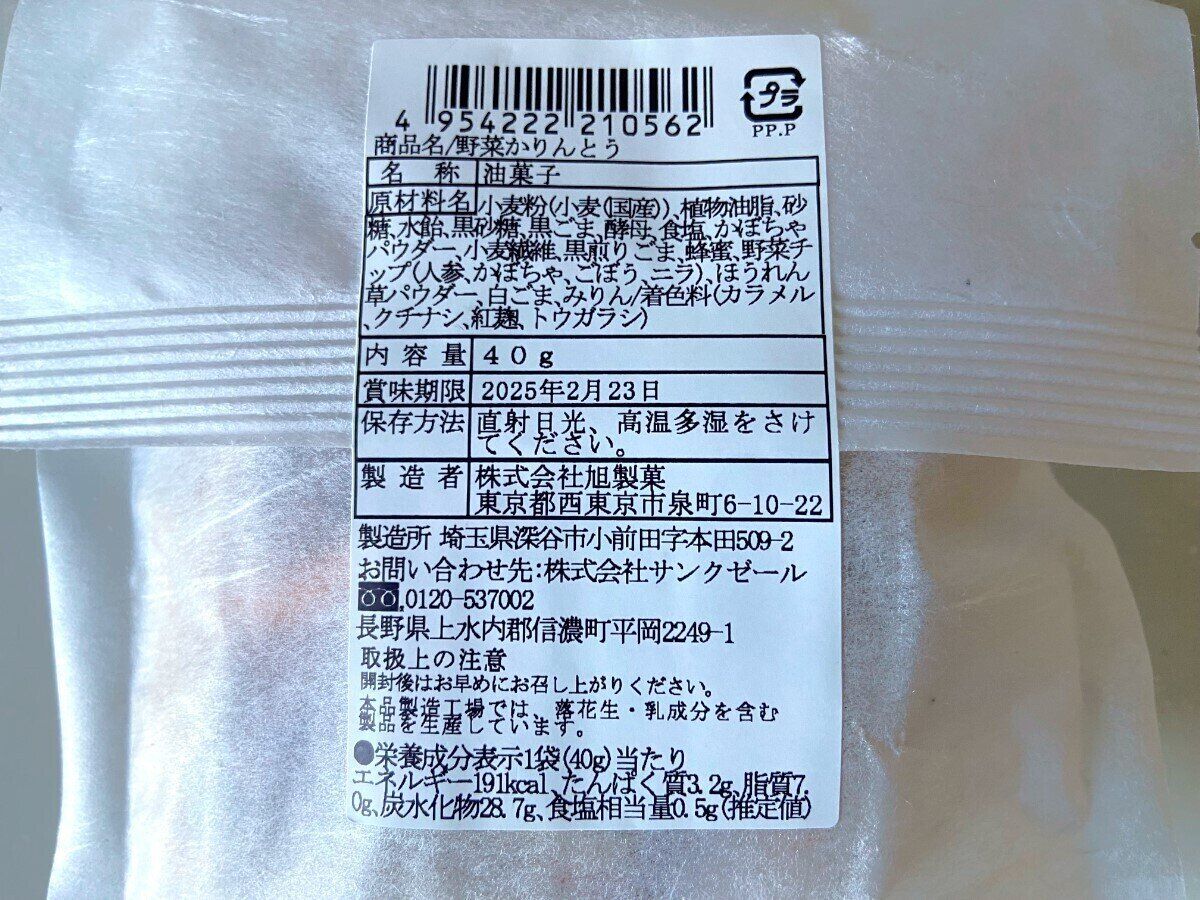 4 954222 210562
プラ
PP.P
商品名/野菜かりんとう
名称 油菓子
原材料名 小麦粉(小麦(国産))、植物油脂、砂
糖、水飴、黒砂糖、黒ごま、酵母、食塩、かぼちゃ
パウダー、小麦繊維、黒煎りごま、蜂蜜、野菜チ
ップ(人参、かぼちゃ、ごぼう、ニラ)、ほうれん
草パウダー、白ごま、みりん/着色料(カラメル
、クチナシ、紅麹、トウガラシ)
内容量 40g
賞味期限 2025年2月23日
保存方法 直射日光、高温多湿をさけ
てください。
製造者 株式会社旭製菓
東京都西東京市泉町6-10-22
製造所 埼玉県深谷市小前田字本田509-2
お問い合わせ先:株式会社サンクゼール
0120-537002
長野県上水内郡信濃町平岡2249-1
取扱上の注意
開封後はお早めにお召し上がりください。
本品製造工場では、落花生・乳成分を含む
製品を生産しています。
●栄養成分表示1袋(40g)当たり
エネルギー191kcal、たんぱく質3.2g、脂質7.
0g、炭水化物28.7g、食塩相当量0.5g(推定値)